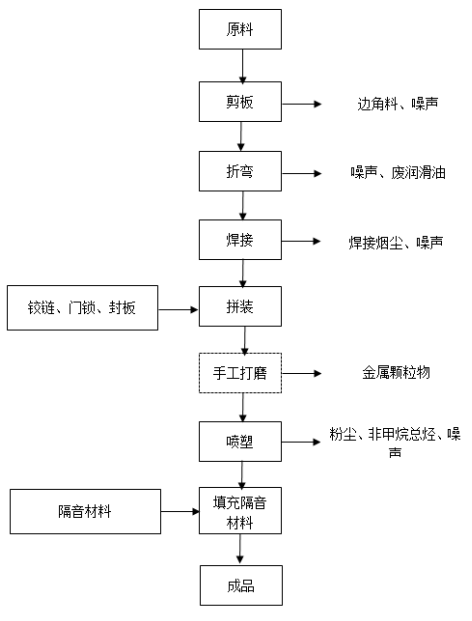 原料
剪板
边角料、噪声
折弯
噪声、废润滑油
焊接
焊接烟尘、噪声
铰链、门锁、封板
拼装
手工打磨
金属颗粒物
喷塑
粉尘、非甲烷总烃、噪
声
隔音材料
填充隔音
材料
成品